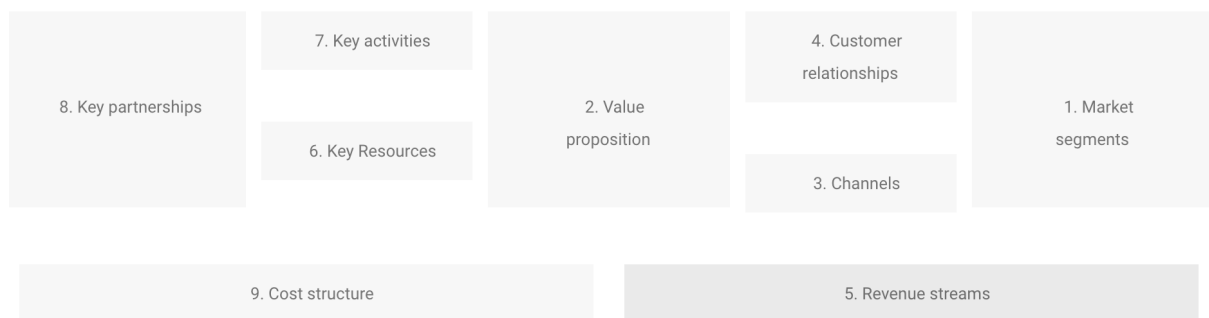 8. Key partnerships
7. Key activities
6. Key Resources
2. Value
proposition
4. Customer
relationships
3. Channels
1. Market
segments
9. Cost structure
5. Revenue streams